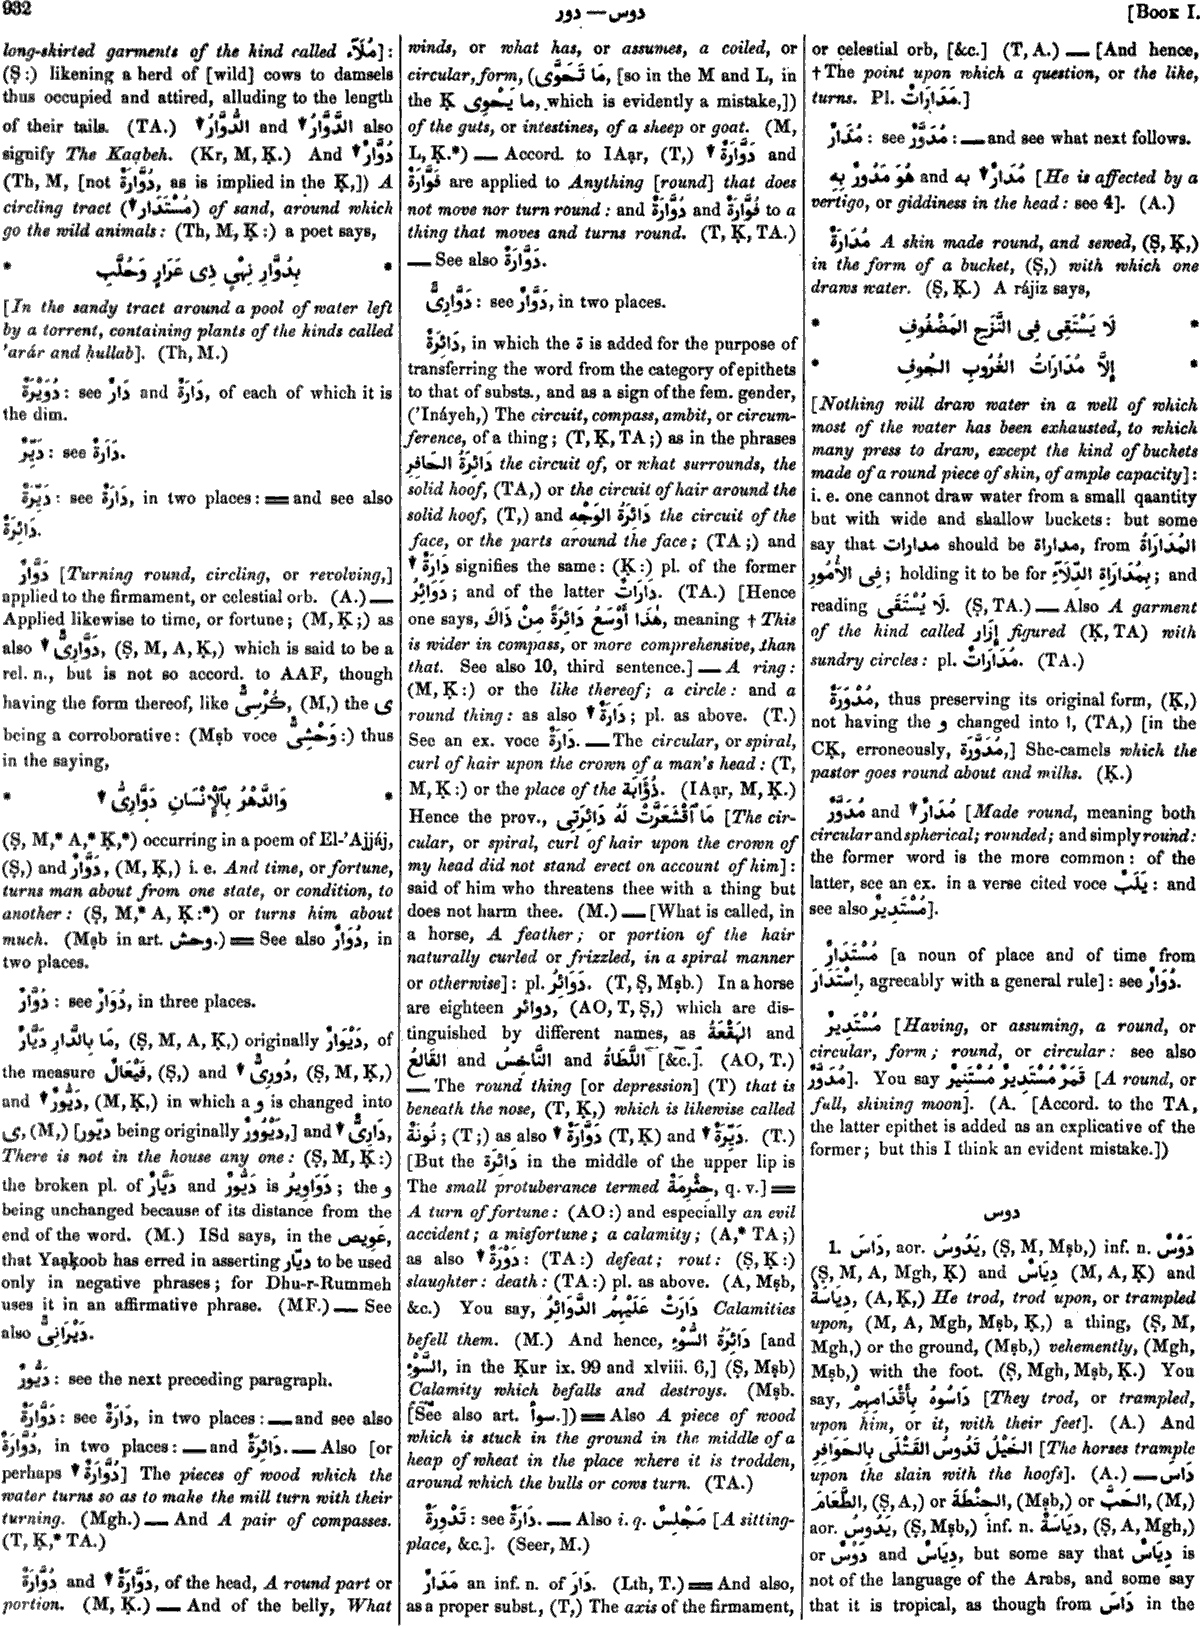 932
دور — دوس
[Book I.
long-skirted garments of the kind called مُلَآء]:
(Ṣ:) likening a herd of [wild] cows to damsels
thus occupied and attired, alluding to the length
of their tails. (TA.) الدَّوَّارُ▼ and الدُّوَّارُ▼ also
signify The Kaạbeh. (Kr, M, Ḳ.) And دُوَّارٌ▼
(Th, M, [not دُوَّارَةٌ, as is implied in the Ḳ,]) A
circling tract (مُسْتَدَار▼) of sand, around which
go the wild animals: (Th, M, Ḳ:) a poet says,
* بِدُوَّارِ نِهْىٍ ذِى عَرَارٍ وَحُلَّبِ *
[In the sandy tract around a pool of water left
by a torrent, containing plants of the kinds called
'arár and ḥullab]. (Th, M.)
دُوَيْرَةٌ: see دَارٌ and دَارَةٌ, of each of which it is
the dim.
دَيِّرٌ: see دَارَةٌ.
دَيِّرَةٌ: see دَارَةٌ, in two places: == and see also
دَائِرَةٌ.
دَوَّارٌ [Turning round, circling, or revolving,]
applied to the firmament, or celestial orb. (A.) —
Applied likewise to time, or fortune; (M, Ḳ;) as
also دَوَّارِىٌّ▼, (Ṣ, M, A, Ḳ,) which is said to be a
rel. n., but is not so accord. to AAF, though
having the form thereof, like كُرْسِىٌّ, (M,) the ى
being a corroborative: (Mṣb voce وَحْشِىٌّ:) thus
in the saying,
* وَالدَّهْرُ بِالْإِنْسَانِ دَوَّارِىُّ▼ *
(Ṣ, M,* A,* Ḳ,*) occurring in a poem of El-'Ajjáj,
(Ṣ,) and دَوَّارٌ, (M, Ḳ,) i. e. And time, or fortune,
turns man about from one state, or condition, to
another: (Ṣ, M,* A, Ḳ:*) or turns him about
much. (Mṣb in art. وحش.) == See also دُوَارٌ, in
two places.
دُوَّارٌ: see دَوَارٌ, in three places.
مَا بِالدَّارِ دَيَّارٌ, (Ṣ, M, A, Ḳ,) originally دَيْوَارٌ, of
the measure فَيْعَالٌ, (Ṣ,) and دُورِىٌّ▼, (Ṣ, M, Ḳ,)
and دَيُّورٌ▼, (M, Ḳ,) in which a و is changed into
ى, (M,) [ديّور being originally دَيْوُورٌ,] and دَارِىٌّ▼,
There is not in the house any one: (Ṣ, M, Ḳ:)
the broken pl. of دَيَّارٌ and دَيُّورٌ is دَوَاوِيرُ; the و
being unchanged because of its distance from the
end of the word. (M.) ISd says, in the عَوِيص,
that Yaạḳoob has erred in asserting ديّار to be used
only in negative phrases; for Dhu-r-Rummeh
uses it in an affirmative phrase. (MF.) — See
also دَيْرَانِىٌّ.
دَيُّورٌ: see the next preceding paragraph.
دَوَّارَةٌ: see دَارَةٌ, in two places: — and see also
دُوَّارَةٌ, in two places: — and دَائِرَةٌ. — Also [or
perhaps دُوَّارَةٌ▼] The pieces of wood which the
water turns so as to make the mill turn with their
turning. (Mgh.) — And A pair of compasses.
(T, Ḳ,* TA.)
دُوَّارَةٌ and دَوَّارَةٌ▼, of the head, A round part or
portion. (M, Ḳ.) — And of the belly, What
winds, or what has, or assumes, a coiled, or
circular, form, (مَا تَحَوَّى, [so in the M and L, in
the Ḳ ما يَحْوِى, which is evidently a mistake,])
of the guts, or intestines, of a sheep or goat. (M,
L, Ḳ.*) — Accord. to IAạr, (T,) دَوَّارَةٌ▼ and
فَوَّارَةٌ are applied to Anything [round] that does
not move nor turn round: and دُوَّارَةٌ and فُوَّارَةٌ to a
thing that moves and turns round. (T, Ḳ, TA.)
— See also دَوَّارَةٌ.
دَوَّارِىٌّ: see دَوَّارٌ, in two places.
دَائِرَةٌ, in which the ة is added for the purpose of
transferring the word from the category of epithets
to that of substs., and as a sign of the fem. gender,
('Ináyeh,) The circuit, compass, ambit, or circum-
ference, of a thing; (T, Ḳ, TA;) as in the phrases
دَائِرَةُ الحَافِرِ the circuit of, or what surrounds, the
solid hoof, (TA,) or the circuit of hair around the
solid hoof, (T,) and دَائِرَةُ الوَجْهِ the circuit of the
face, or the parts around the face; (TA;) and
دَارَةٌ▼ signifies the same: (Ḳ:) pl. of the former
دَوَائِرُ; and of the latter دَارَاتٌ. (TA.) [Hence
one says, هٰذَا أَوْسَعُ دَائِرَةً مِنْ ذَاكَ, meaning † This
is wider in compass, or more comprehensive, than
that. See also 10, third sentence.] — A ring:
(M, Ḳ:) or the like thereof; a circle: and a
round thing: as also دَارَةٌ▼; pl. as above. (T.)
See an ex. voce دَارَةٌ. — The circular, or spiral,
curl of hair upon the crown of a man's head: (T,
M, Ḳ:) or the place of the ذُؤَابَة. (IAạr, M, Ḳ.)
Hence the prov., مَا ٱقْشَعَرَّتْ لَهُ دَائِرَتِى [The cir-
cular, or spiral, curl of hair upon the crown of
my head did not stand erect on account of him]:
said of him who threatens thee with a thing but
does not harm thee. (M.) — [What is called, in
a horse, A feather; or portion of the hair
naturally curled or frizzled, in a spiral manner
or otherwise]: pl. دَوَائِرُ. (T, Ṣ, Mṣb.) In a horse
are eighteen دوائر, (AO, T, Ṣ,) which are dis-
tinguished by different names, as الهَقْعَةُ and
القَالِعُ and النَّاخِسُ and اللَّطَاةُ [&c.]. (AO, T.)
— The round thing [or depression] (T) that is
beneath the nose, (T, Ḳ,) which is likewise called
نُونَةٌ; (T;) as also دَوَّارَةٌ▼ (T, Ḳ) and دَيِّرَةٌ▼. (T.)
[But the دَائِرَة in the middle of the upper lip is
The small protuberance termed حِثْرِمَة, q. v.] ==
A turn of fortune: (AO:) and especially an evil
accident; a misfortune; a calamity; (A,* TA;)
as also دَوْرَةٌ▼: (TA:) defeat; rout: (Ṣ, Ḳ:)
slaughter: death: (TA:) pl. as above. (A, Mṣb,
&c.) You say, دَارَتْ عَلَيْهِمُ الدَّوَائِرُ Calamities
befell them. (M.) And hence, دَائِرَةُ السُّوْءِ [and
السَّوْءِ, in the Ḳur ix. 99 and xlviii. 6,] (Ṣ, Mṣb)
Calamity which befalls and destroys. (Mṣb.
[See also art. سوأ.]) == Also A piece of wood
which is stuck in the ground in the middle of a
heap of wheat in the place where it is trodden,
around which the bulls or cows turn. (TA.)
تَدْوِرَةٌ: see دَارَةٌ. — Also i. q. مَجْلِسٌ [A sitting-
place, &c.]. (Seer, M.)
مَدَارٌ an inf. n. of دَارَ. (Lth, T.) == And also,
as a proper subst., (T,) The axis of the firmament,
or celestial orb, [&c.] (T, A.) — [And hence,
† The point upon which a question, or the like,
turns. Pl. مَدَارَاتٌ.]
مُدَارٌ: see مُدَوَّرٌ: — and see what next follows.
هُوَ مَدُورٌ بِهِ and مُدَارٌ▼ به [He is affected by a
vertigo, or giddiness in the head: see 4]. (A.)
مُدَارَةٌ A skin made round, and sewed, (Ṣ, Ḳ,)
in the form of a bucket, (Ṣ,) with which one
draws water. (Ṣ, Ḳ.) A rájiz says,
* لَا يَسْتَقِى فِى النَّزَحِ المَضْفُوفِ *
* إِلَّا مُدَارَاتُ الغُرُوبِ الجُوفِ *
[Nothing will draw water in a well of which
most of the water has been exhausted, to which
many press to draw, except the kind of buckets
made of a round piece of skin, of ample capacity]:
i. e. one cannot draw water from a small qaantity
but with wide and shallow buckets: but some
say that مدارات should be مداراة, from المُدَارَاةُ
فِى الأُمُورِ; holding it to be for بِمُدَارَاةِ الدِّلَآءِ; and
reading لَا يُسْتَقَى. (Ṣ, TA.) — Also A garment
of the kind called إِزَار figured (Ḳ, TA) with
sundry circles: pl. مُدَارَاتٌ. (TA.)
مَدْوَرَةٌ, thus preserving its original form, (Ḳ,)
not having the و changed into ا, (TA,) [in the
CḲ, erroneously, مُدَوَّرَة,] She-camels which the
pastor goes round about and milks. (Ḳ.)
مُدَوَّرٌ and مُدَارٌ▼ [Made round, meaning both
circular and spherical; rounded; and simply round:
the former word is the more common: of the
latter, see an ex. in a verse cited voce يَلَبٌ: and
see also مُسْتَدِيرٌ].
مُسْتَدَارٌ [a noun of place and of time from
اِسْتَدَارَ, agreeably with a general rule]: see دُوَارٌ.
مُسْتَدِيرٌ [Having, or assuming, a round, or
circular, form; round, or circular: see also
مُدَوَّرٌ]. You say قَمَرٌ مُسْتَدِيرٌ مُسْتَنِيرٌ [A round, or
full, shining moon]. (A. [Accord. to the TA,
the latter epithet is added as an explicative of the
former; but this I think an evident mistake.])
دوس
1. دَاسَ, aor. يَدُوسُ, (Ṣ, M, Mṣb,) inf. n. دَوْسٌ
(Ṣ, M, A, Mgh, Ḳ) and دِيَاسٌ (M, A, Ḳ) and
دِيَاسَةٌ, (A, Ḳ,) He trod, trod upon, or trampled
upon, (M, A, Mgh, Mṣb, Ḳ,) a thing, (Ṣ, M,
Mgh,) or the ground, (Mṣb,) vehemently, (Mgh,
Mṣb,) with the foot. (Ṣ, Mgh, Mṣb, Ḳ.) You
say, دَاسُوهُ بِأَقْدَامِهِمْ [They trod, or trampled,
upon him, or it, with their feet]. (A.) And
الخَيْلُ تَدُوسُ القَتْلَى بِالحَوَافِرِ [The horses trample
upon the slain with the hoofs]. (A.) — دَاسَ
الطَّعَامَ, (Ṣ, A,) or الحِنْطَةَ, (Mṣb,) or الحَبَّ, (M,)
aor. يَدُوسُ, (Ṣ, Mṣb,) inf. n. دِيَاسَةٌ, (Ṣ, A, Mgh,)
or دَوْسٌ and دِيَاسٌ, but some say that دِيَاسٌ is
not of the language of the Arabs, and some say
that it is tropical, as though from دَاسَ in the